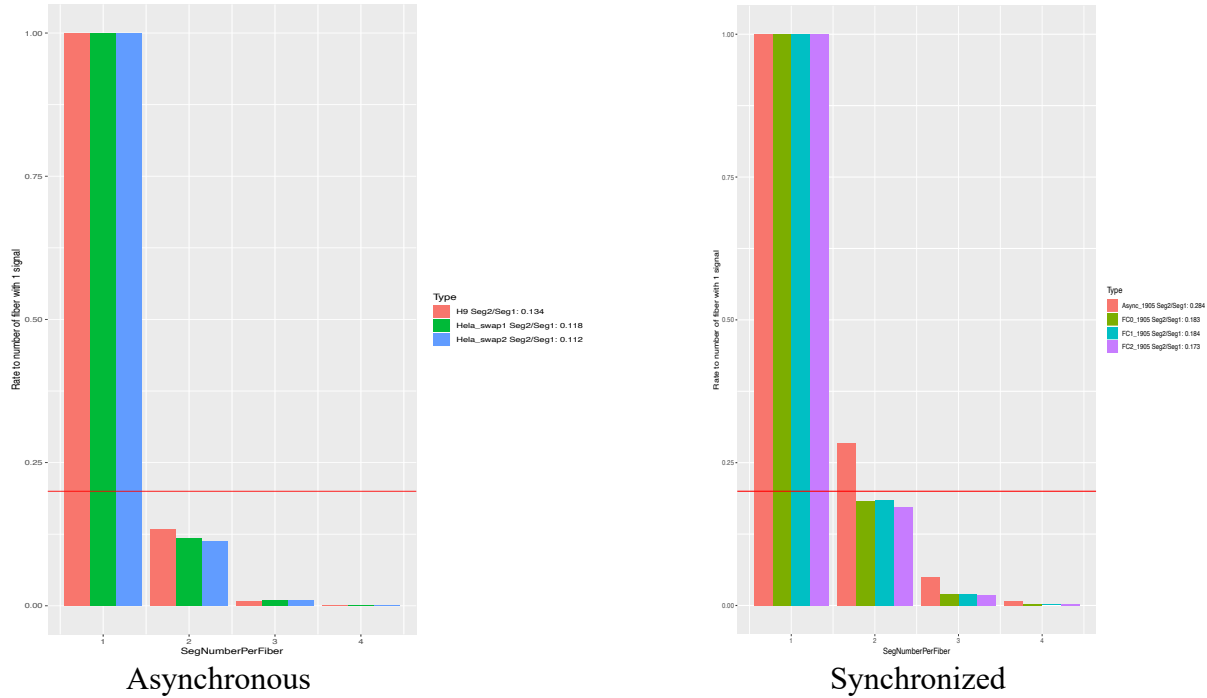 1.00
0.75
0.50
0.25
0.00
Rate to number of fiber with 1 signal
1
2
3
4
SegNumberPerFiber
Type
H9 Seg2/Seg1: 0.134
Hela_swap1 Seg2/Seg1: 0.118
Hela_swap2 Seg2/Seg1: 0.112
Asynchronous
1.00
0.75
0.50
0.25
0.00
Rate to number of fiber with 1 signal
1
2
3
4
SegNumberPerFiber
Type
Async_1905 Seg2/Seg1: 0.284
FC0_1905 Seg2/Seg1: 0.183
FC1_1905 Seg2/Seg1: 0.184
FC2_1905 Seg2/Seg1: 0.173
Synchronized